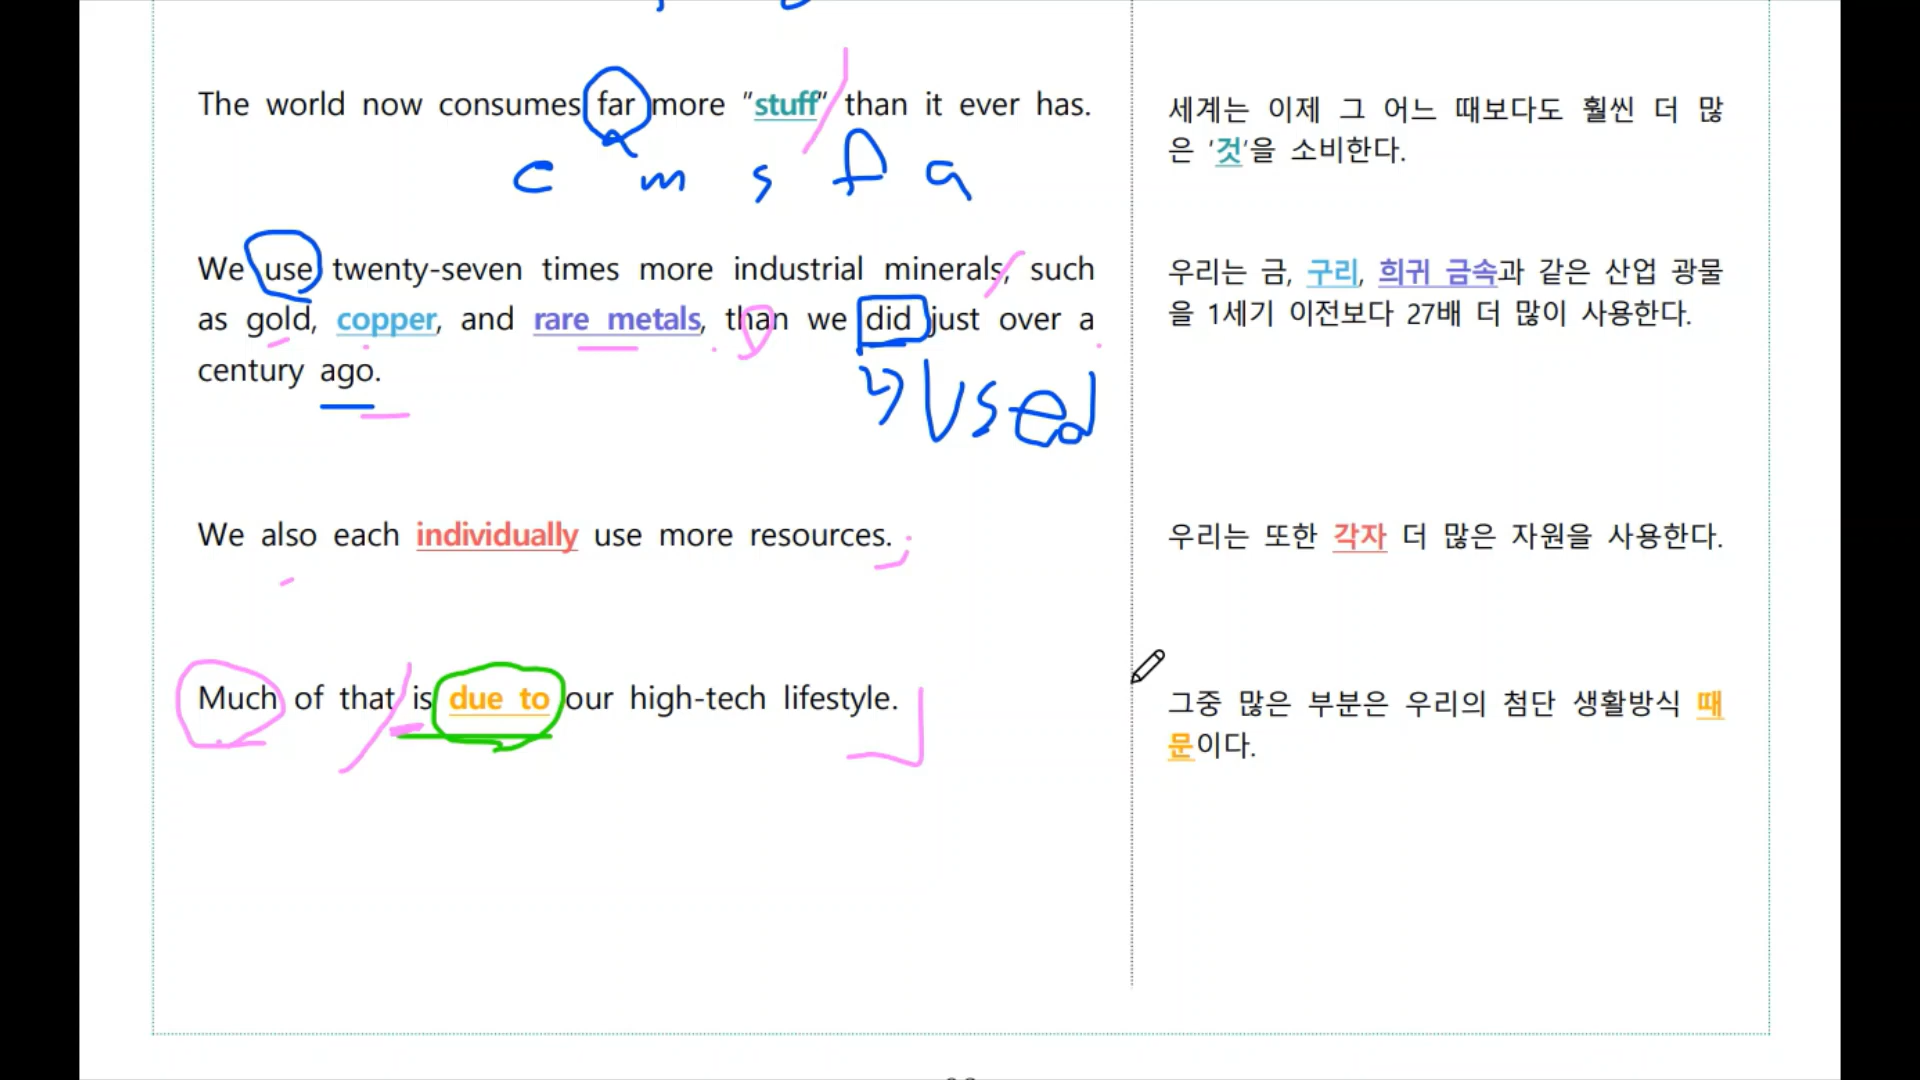 The world now consumes far more "stuff" than it ever has.
세계는 이제 그 어느 때보다도 훨씬 더 많
은 '것'을 소비한다.
e m s f a
We use twenty-seven times more industrial minerals, such
as gold, copper, and rare metals, than we did just over a
century ago.
used
우리는 금, 구리, 희귀 금속과 같은 산업 광물
을 1세기 이전보다 27배 더 많이 사용한다.
We also each individually use more resources.
우리는 또한 각자 더 많은 자원을 사용한다.
Much of that is due to our high-tech lifestyle.
그중 많은 부분은 우리의 첨단 생활방식 때
문이다.